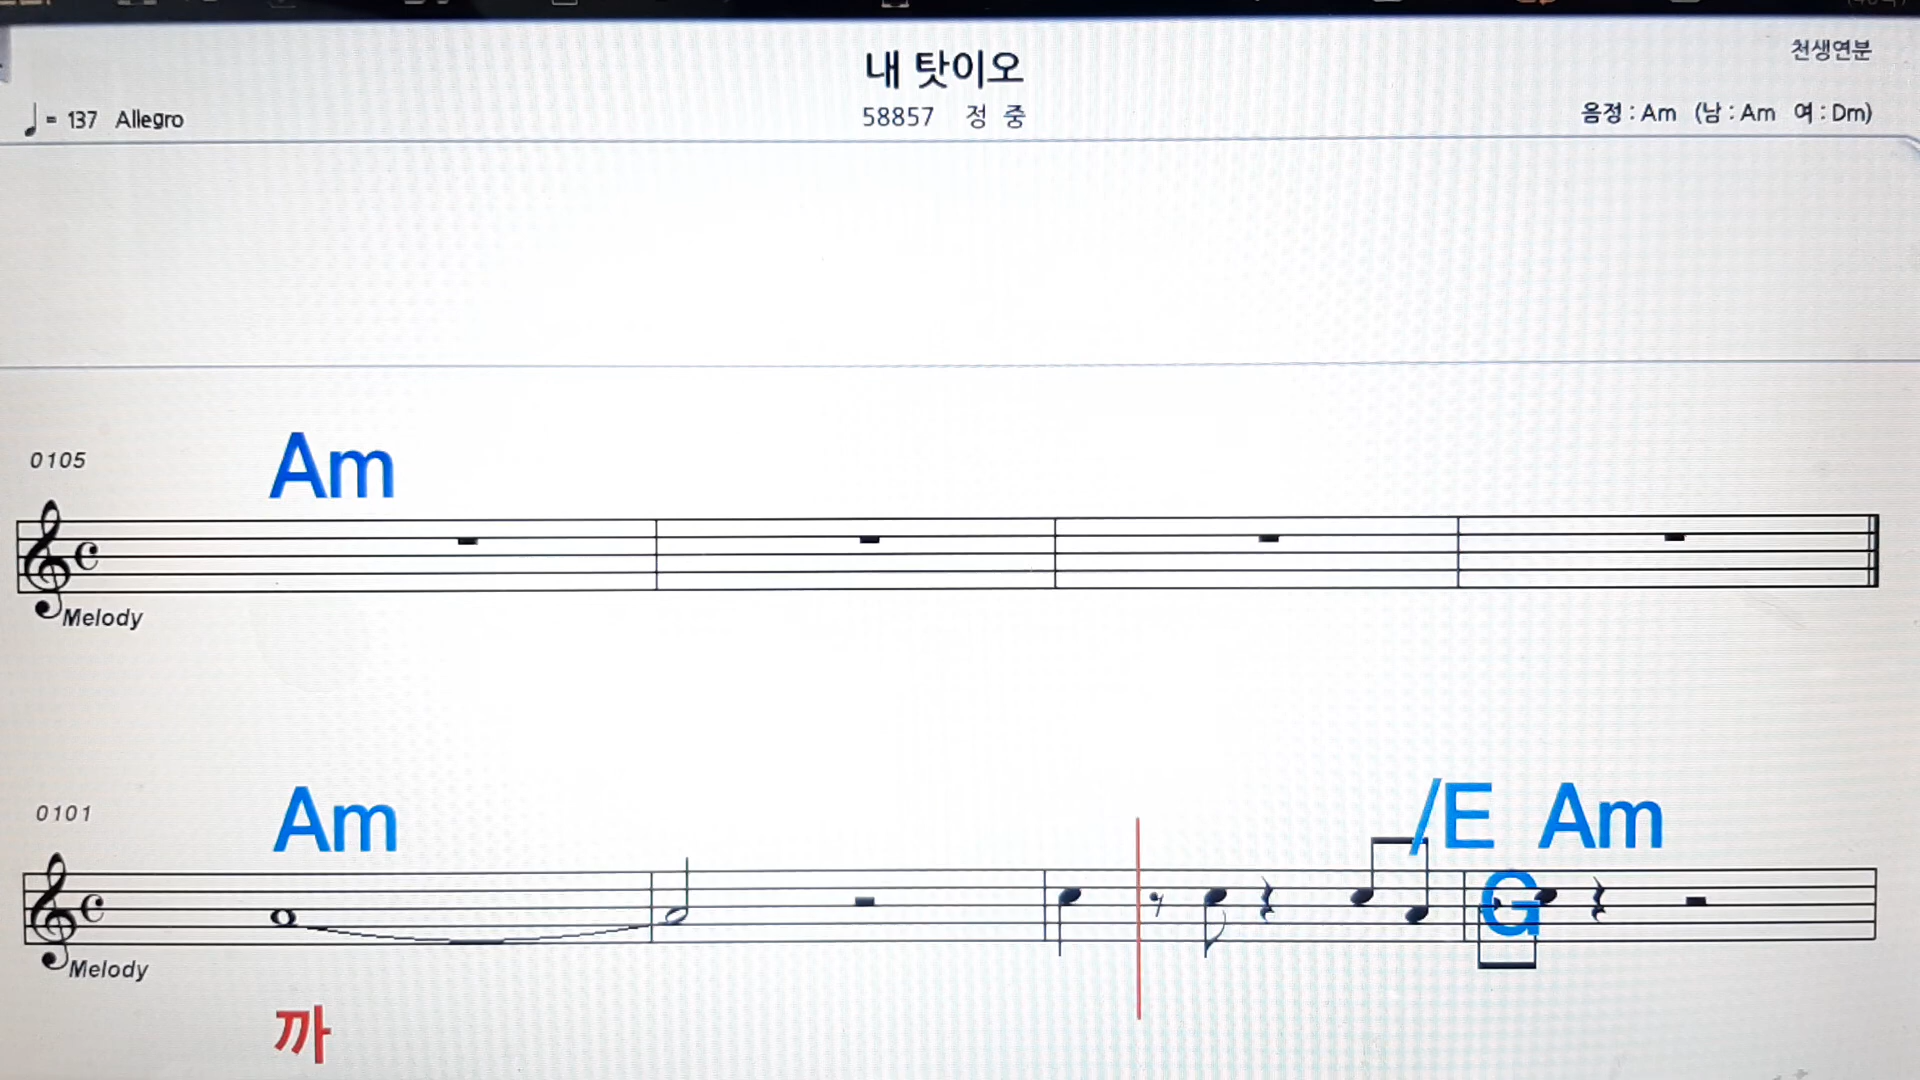 천생연분
내 탓이오
♩= 137 Allegro
58857 정 중
음정 : Am (남 : Am 여 : Dm)
0105
Am
Melody
0101
Am
/E Am
G
Melody
까